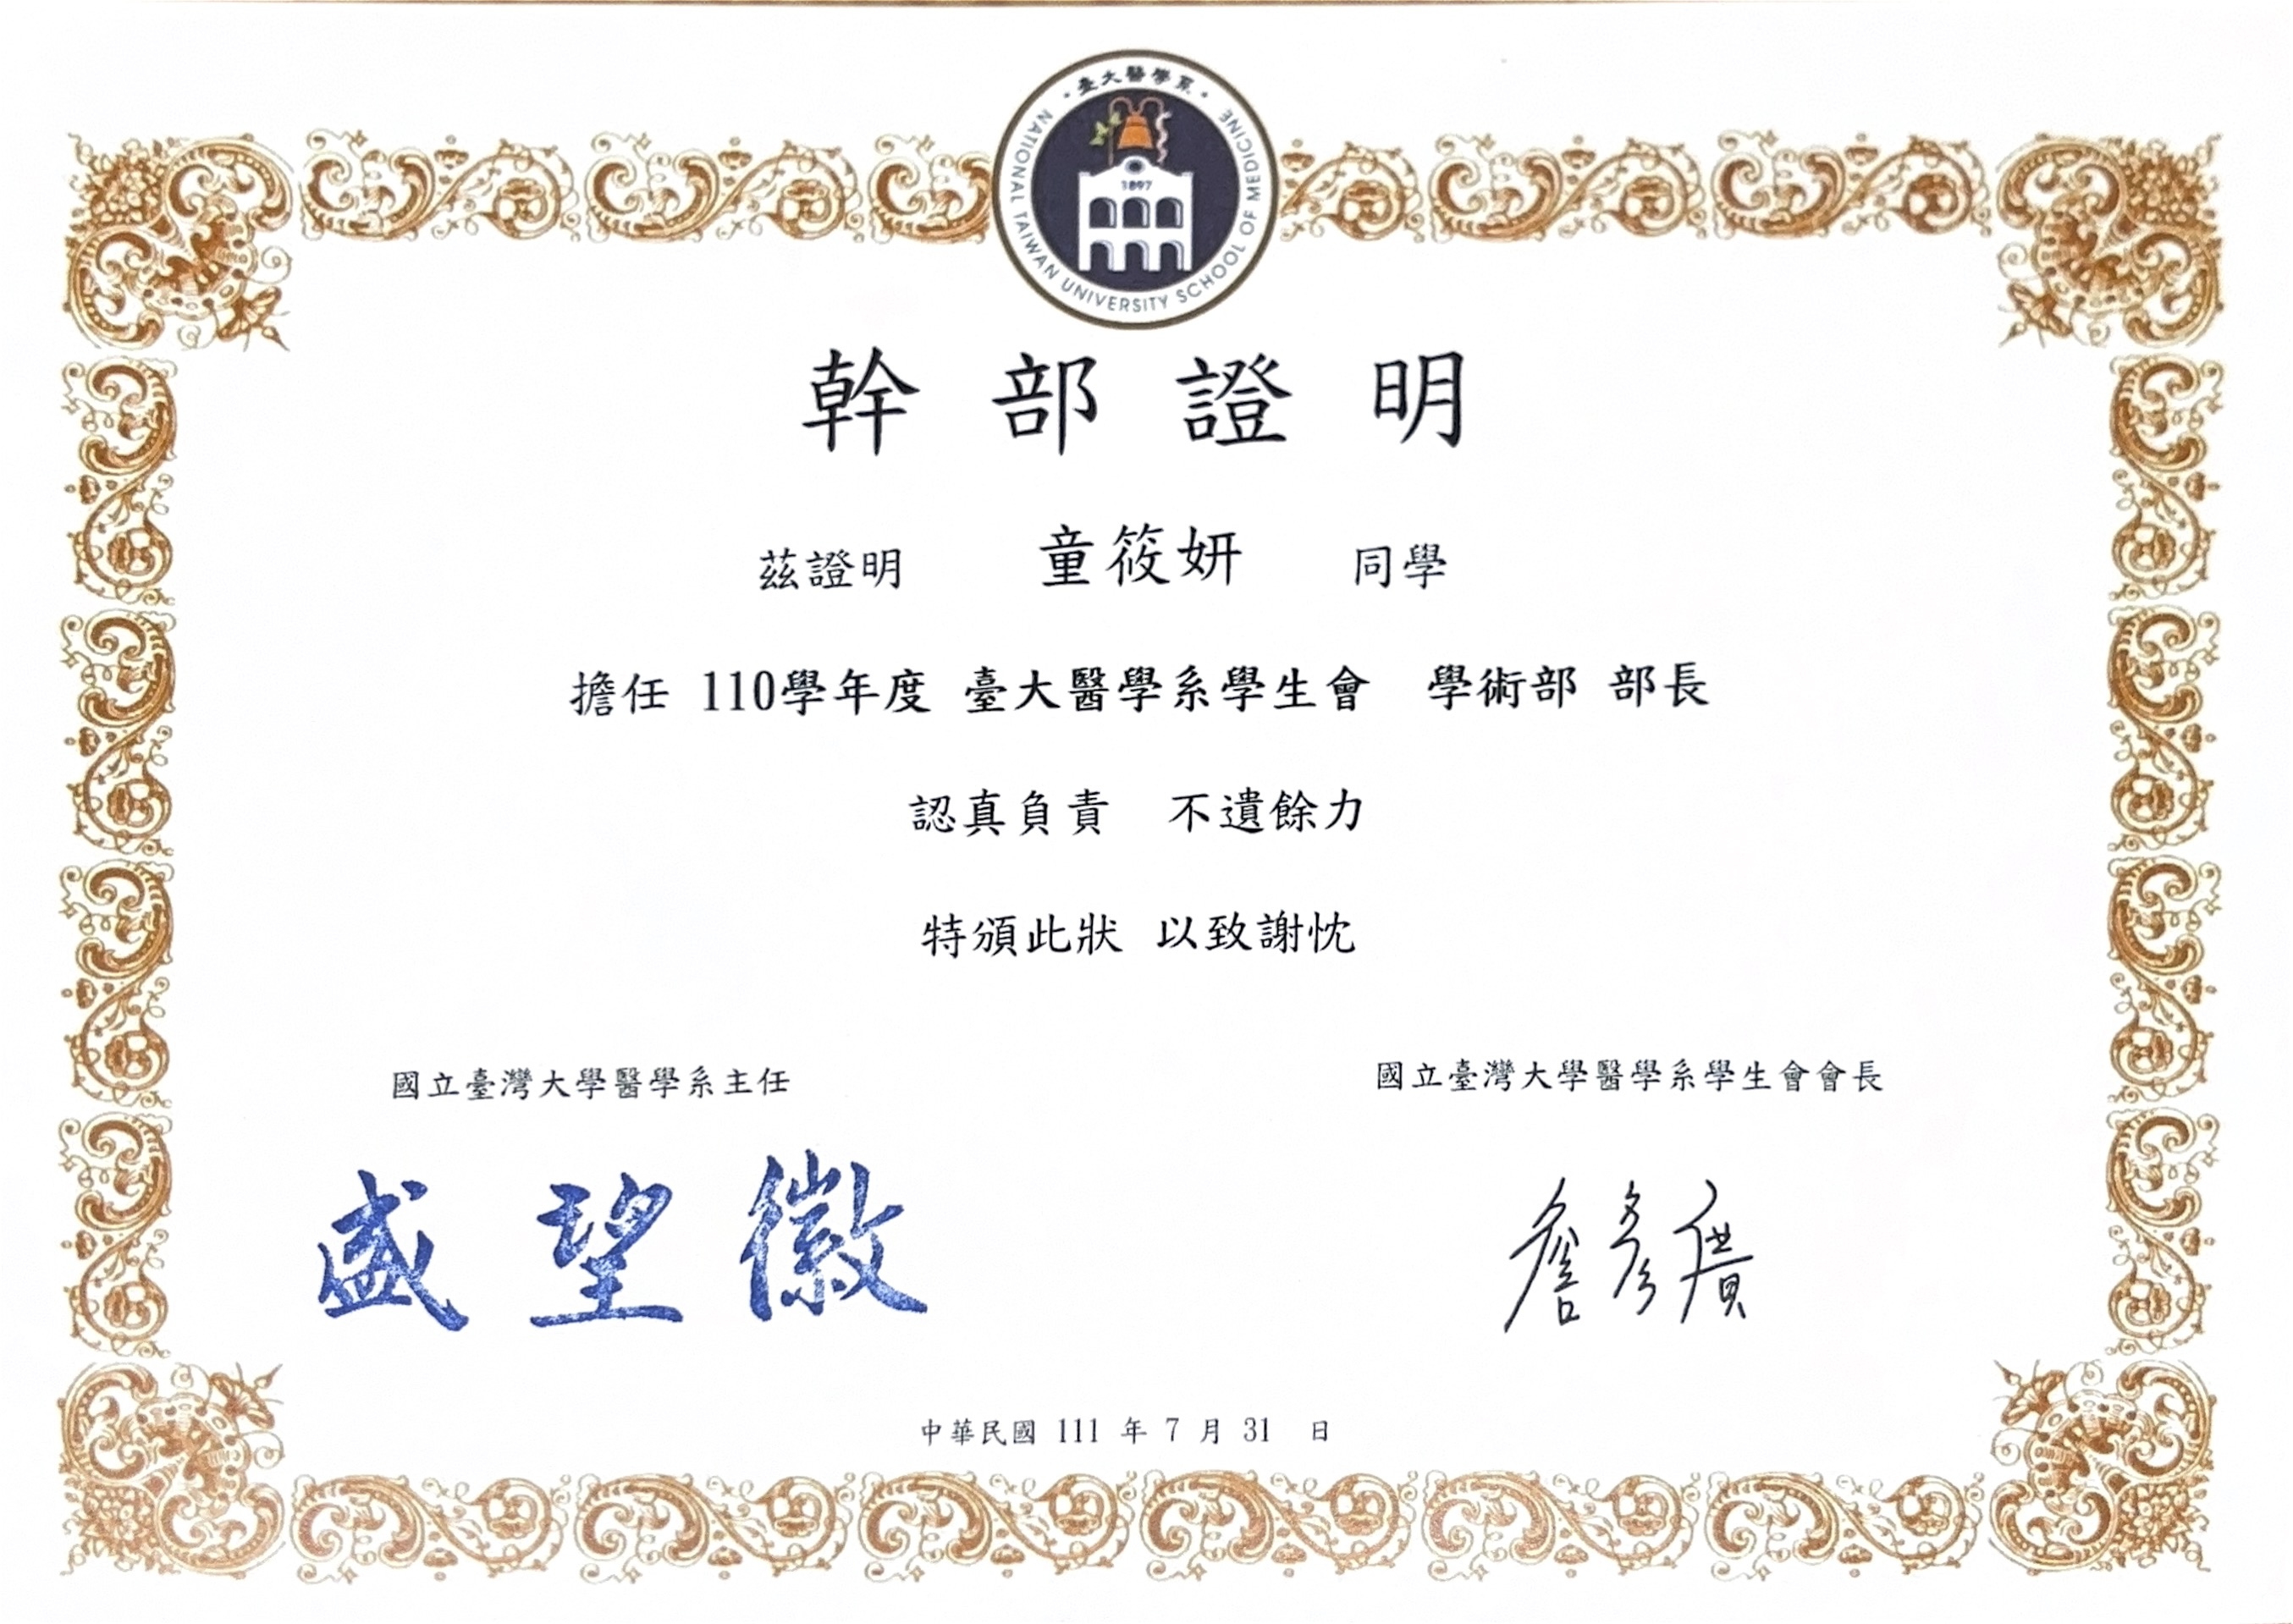 臺大醫學系
NATIONAL TAIWAN UNIVERSITY SCHOOL OF MEDICINE
1897
幹部證明
茲證明 童筱妍 同學
擔任 110學年度 臺大醫學系學生會 學術部 部長
認真負責 不遺餘力
特頒此狀 以致謝忱
國立臺灣大學醫學系主任
國立臺灣大學醫學系學生會會長
盛望徽
詹彥
中華民國 111 年 7 月 31 日